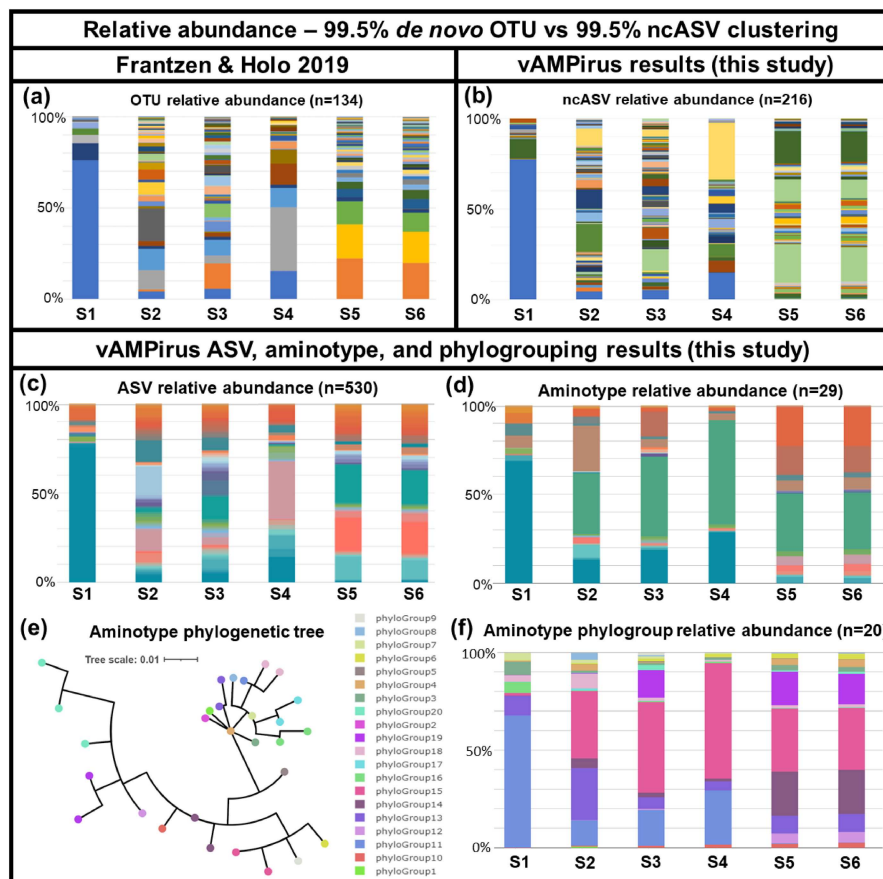 Relative abundance – 99.5% de novo OTU vs 99.5% ncASV clustering
Frantzen & Holo 2019
vAMPirus results (this study)
(a)
OTU relative abundance (n=134)
100%
50%
0%
S1 S2 S3 S4 S5 S6
(b)
ncASV relative abundance (n=216)
100%
50%
0%
S1 S2 S3 S4 S5 S6
vAMPirus ASV, aminotype, and phylogrouping results (this study)
(c)
ASV relative abundance (n=530)
100%
50%
0%
S1 S2 S3 S4 S5 S6
(d)
Aminotype relative abundance (n=29)
100%
50%
0%
S1 S2 S3 S4 S5 S6
(e)
Aminotype phylogenetic tree
Tree scale: 0.01
phyloGroup9
phyloGroup8
phyloGroup7
phyloGroup6
phyloGroup5
phyloGroup4
phyloGroup3
phyloGroup20
phyloGroup2
phyloGroup19
phyloGroup18
phyloGroup17
phyloGroup16
phyloGroup15
phyloGroup14
phyloGroup13
phyloGroup12
phyloGroup11
phyloGroup10
phyloGroup1
(f)
Aminotype phylogroup relative abundance (n=20)
100%
50%
0%
S1 S2 S3 S4 S5 S6